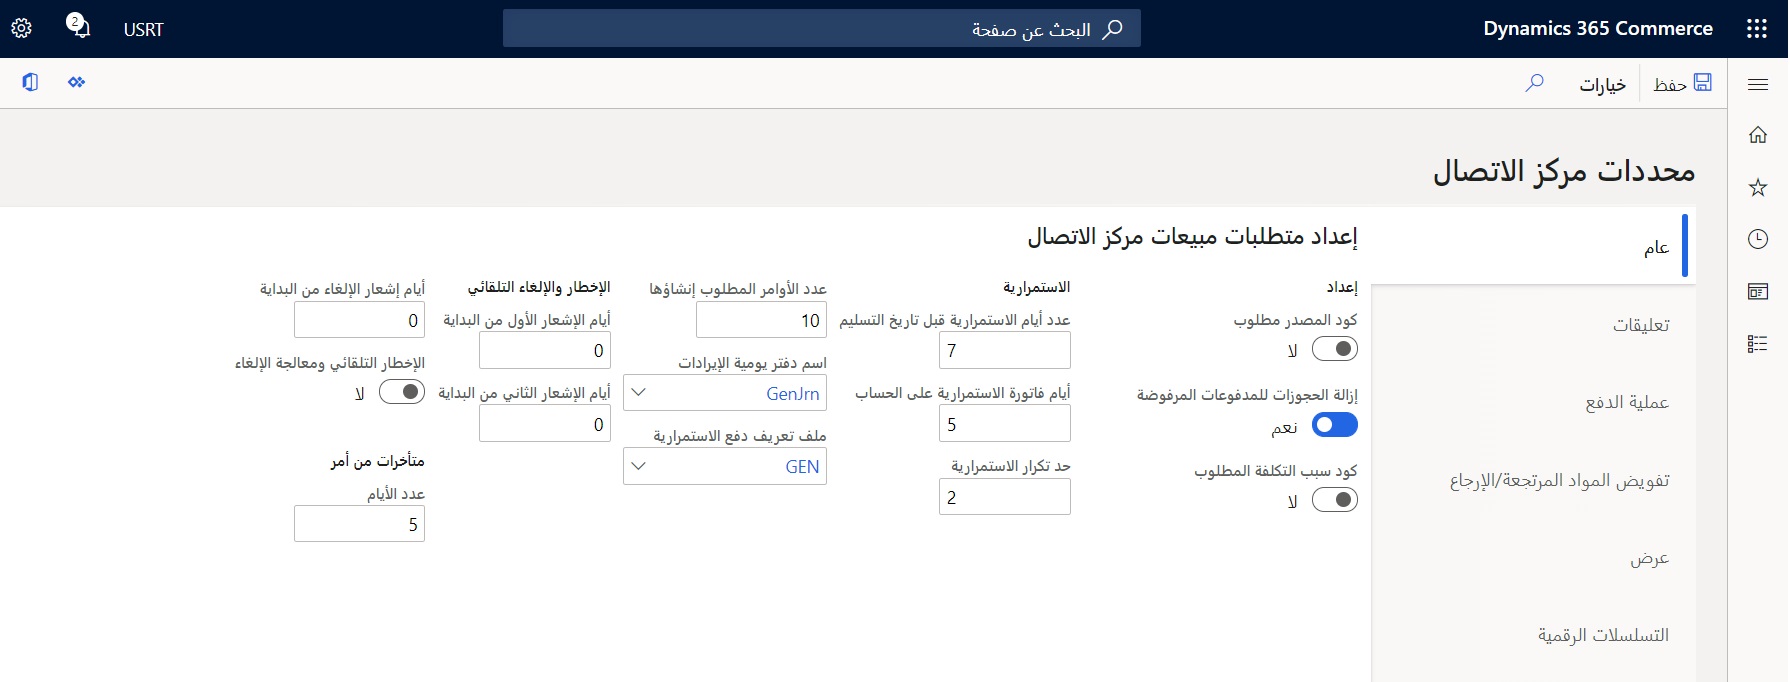 Dynamics 365 Commerce
البحث عن صفحة
USRT
2
حفظ
خيارات
محددات مركز الاتصال
عام
تعليقات
عملية الدفع
تفويض المواد المرتجعة/الإرجاع
عرض
التسلسلات الرقمية
إعداد متطلبات مبيعات مركز الاتصال
إعداد
كود المصدر مطلوب
لا
إزالة الحجوزات للمدفوعات المرفوضة
نعم
كود سبب التكلفة المطلوب
لا
الاستمرارية
عدد أيام الاستمرارية قبل تاريخ التسليم
7
أيام فاتورة الاستمرارية على الحساب
5
حد تكرار الاستمرارية
2
عدد الأوامر المطلوب إنشاؤها
10
اسم دفتر يومية الإيرادات
GenJrn
ملف تعريف دفع الاستمرارية
GEN
الإخطار والإلغاء التلقائي
أيام الإشعار الأول من البداية
0
أيام الإشعار الثاني من البداية
0
أيام إشعار الإلغاء من البداية
0
الإخطار التلقائي ومعالجة الإلغاء
لا
متأخرات من أمر
عدد الأيام
5